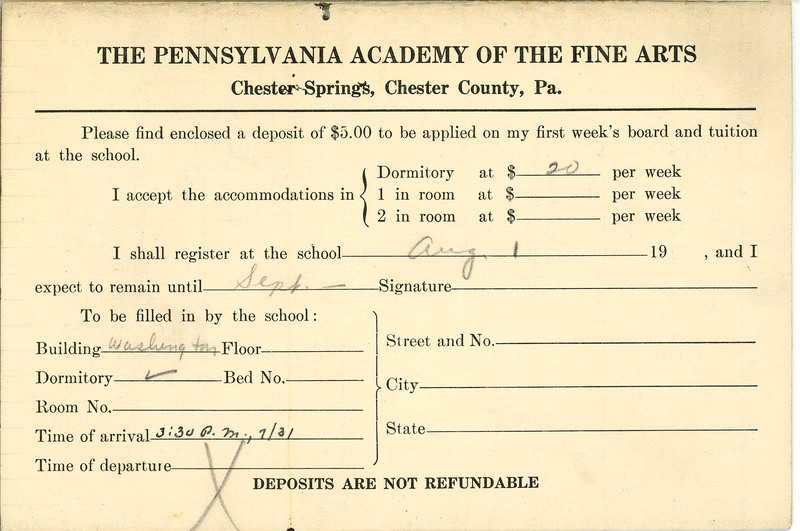 THE PENNSYLVANIA ACADEMY OF THE FINE ARTS
Chester Springs, Chester County, Pa.
Please find enclosed a deposit of $5.00 to be applied on my first week's board and tuition
at the school.
Dormitory at $ 20 per week
I accept the accommodations in 1 in room at $ per week
2 in room at $ per week
I shall register at the school Aug. 1 19 , and I
expect to remain until Sept. — Signature
To be filled in by the school:
Building Washington Floor
Dormitory ✓ Bed No.
Room No.
Time of arrival 3:30 P.M., 7/31
Time of departure
Street and No.
City
State
DEPOSITS ARE NOT REFUNDABLE